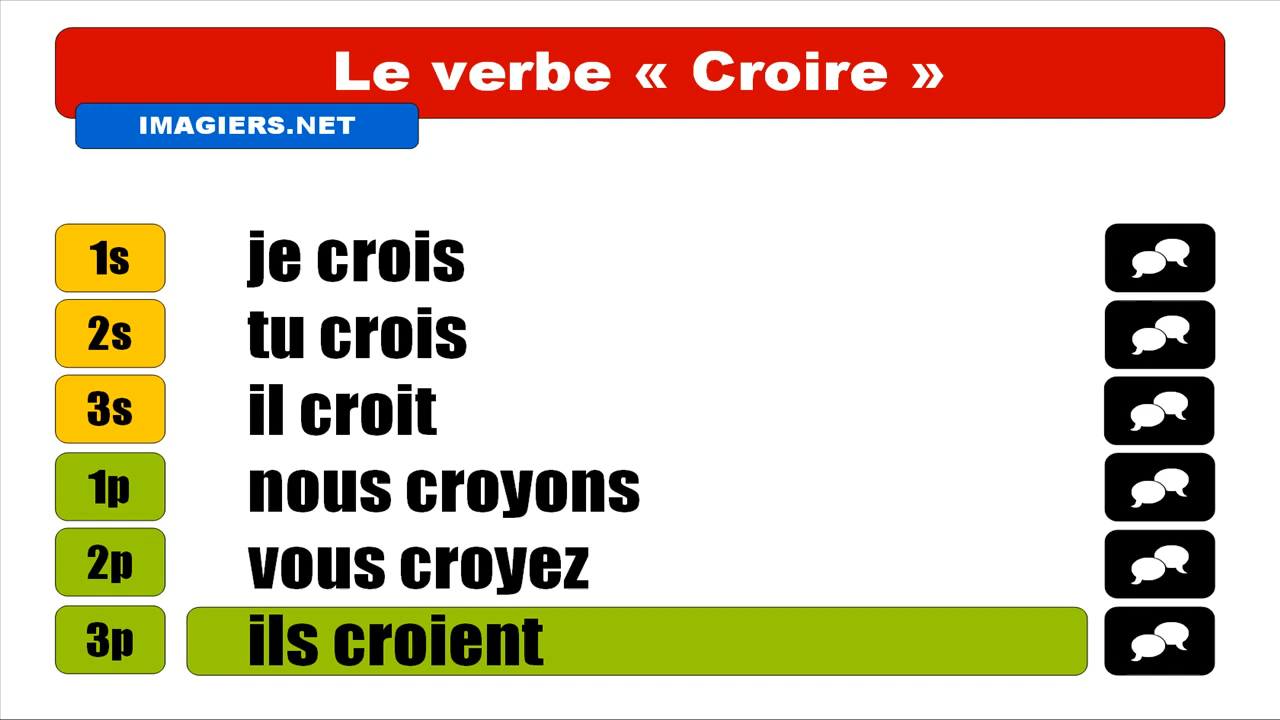 Le verbe « Croire »
IMAGIERS.NET
1s je crois
2s tu crois
3s il croit
1p nous croyons
2p vous croyez
3p ils croient